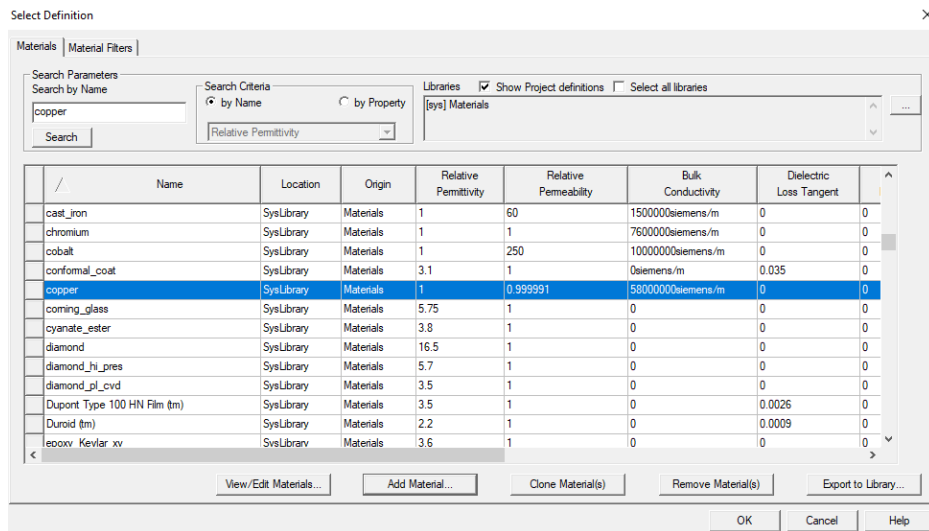 Select Definition
Materials Material Filters
Search Parameters
Search by Name
copper
Search
Search Criteria
by Name by Property
Relative Permittivity
Libraries Show Project definitions Select all libraries
[sys] Materials
...
Name Location Origin Relative Permittivity Relative Permeability Bulk Conductivity Dielectric Loss Tangent
cast_iron SysLibrary Materials 1 60 1500000siemens/m 0 0
chromium SysLibrary Materials 1 1 7600000siemens/m 0 0
cobalt SysLibrary Materials 1 250 10000000siemens/m 0 0
conformal_coat SysLibrary Materials 3.1 1 0siemens/m 0.035 0
copper SysLibrary Materials 1 0.999991 58000000siemens/m 0 0
corning_glass SysLibrary Materials 5.75 1 0 0 0
cyanate_ester SysLibrary Materials 3.8 1 0 0 0
diamond SysLibrary Materials 16.5 1 0 0 0
diamond_hi_pres SysLibrary Materials 5.7 1 0 0 0
diamond_pl_cvd SysLibrary Materials 3.5 1 0 0 0
Dupont Type 100 HN Film (tm) SysLibrary Materials 3.5 1 0 0.0026 0
Duroid (tm) SysLibrary Materials 2.2 1 0 0.0009 0
epoxy_Kevlar_xy SysLibrary Materials 3.6 1 0 0 0
View/Edit Materials... Add Material... Clone Material(s) Remove Material(s) Export to Library...
OK Cancel Help